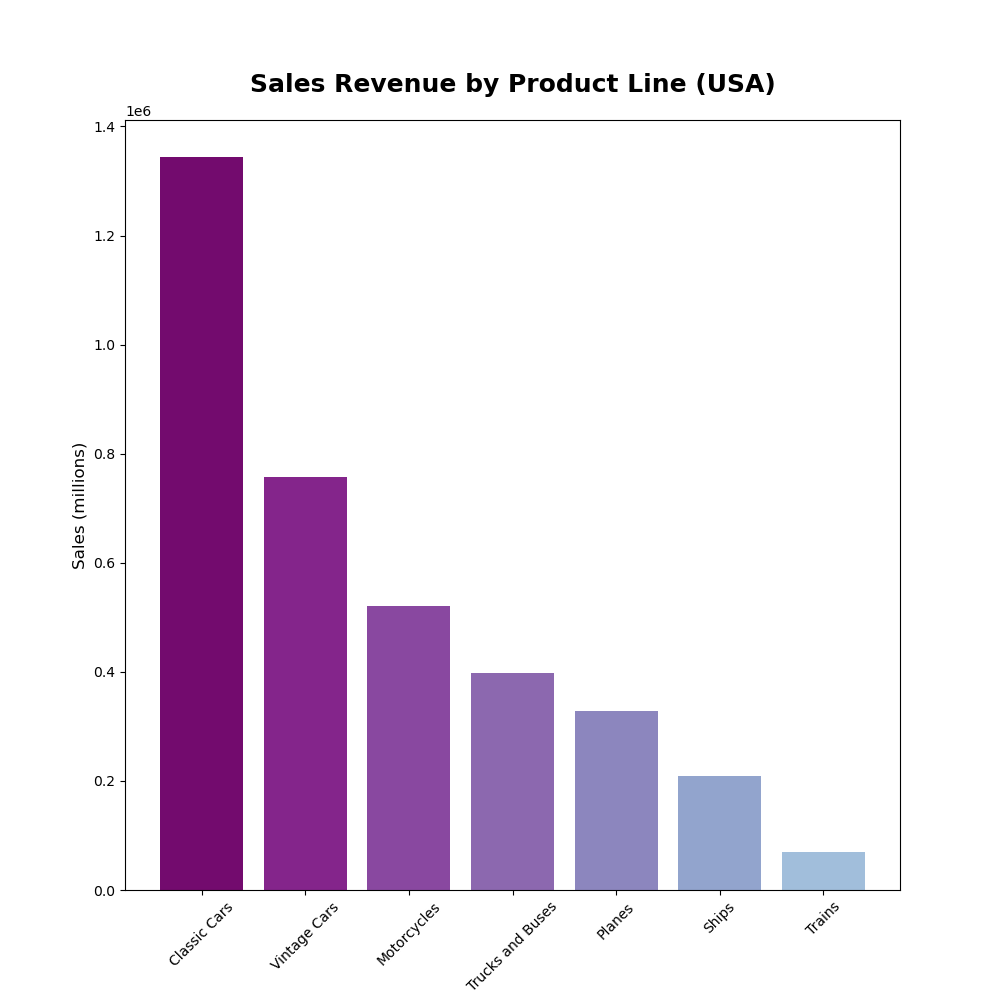 Sales Revenue by Product Line (USA)
1e6
1.4
1.2
1.0
0.8
0.6
0.4
0.2
0.0
Sales (millions)
Classic Cars
Vintage Cars
Motorcycles
Trucks and Buses
Planes
Ships
Trains